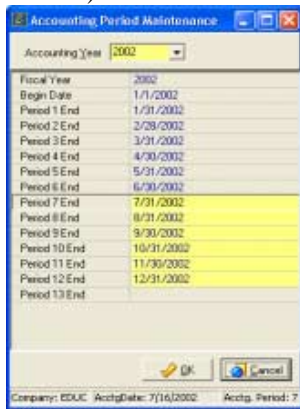 Accounting Period Maintenance
Accounting Year 2002
Fiscal Year 2002
Begin Date 1/1/2002
Period 1 End 1/31/2002
Period 2 End 2/28/2002
Period 3 End 3/31/2002
Period 4 End 4/30/2002
Period 5 End 5/31/2002
Period 6 End 6/30/2002
Period 7 End 7/31/2002
Period 8 End 8/31/2002
Period 9 End 9/30/2002
Period 10 End 10/31/2002
Period 11 End 11/30/2002
Period 12 End 12/31/2002
Period 13 End
OK Cancel
Company: EDUC AcctgDate: 7/16/2002 Acctg. Period: 7